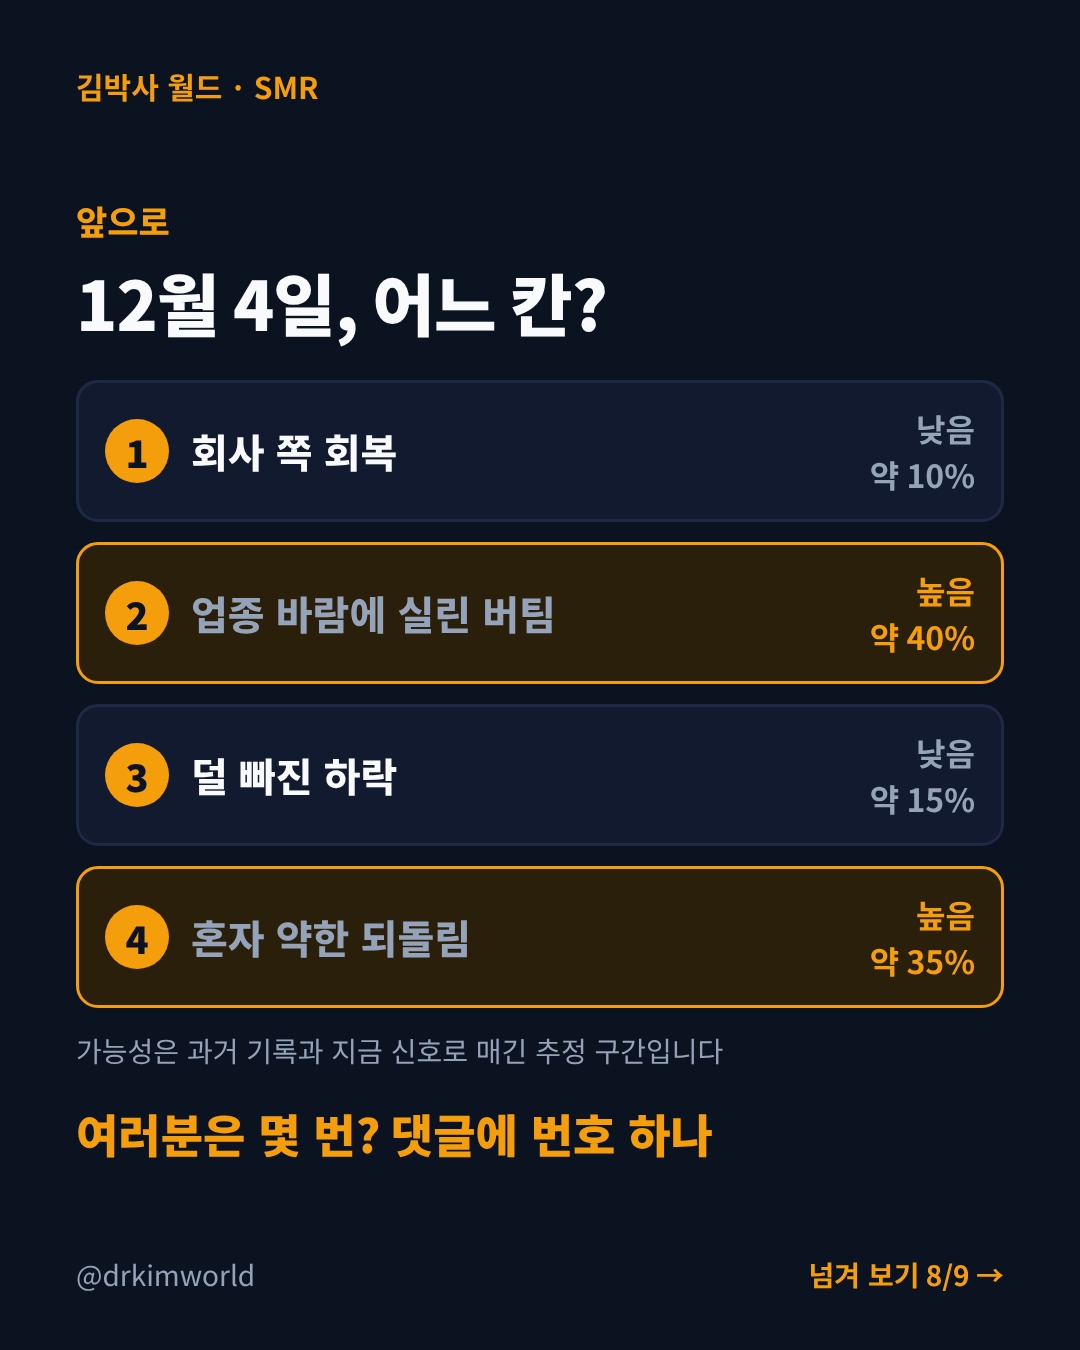 김박사 월드 · SMR
앞으로
12월 4일, 어느 칸?
1 회사 쪽 회복 낮음
약 10%
2 업종 바람에 실린 버팀 높음
약 40%
3 덜 빠진 하락 낮음
약 15%
4 혼자 약한 되돌림 높음
약 35%
가능성은 과거 기록과 지금 신호로 매긴 추정 구간입니다
여러분은 몇 번? 댓글에 번호 하나
@drkimworld 넘겨 보기 8/9 →